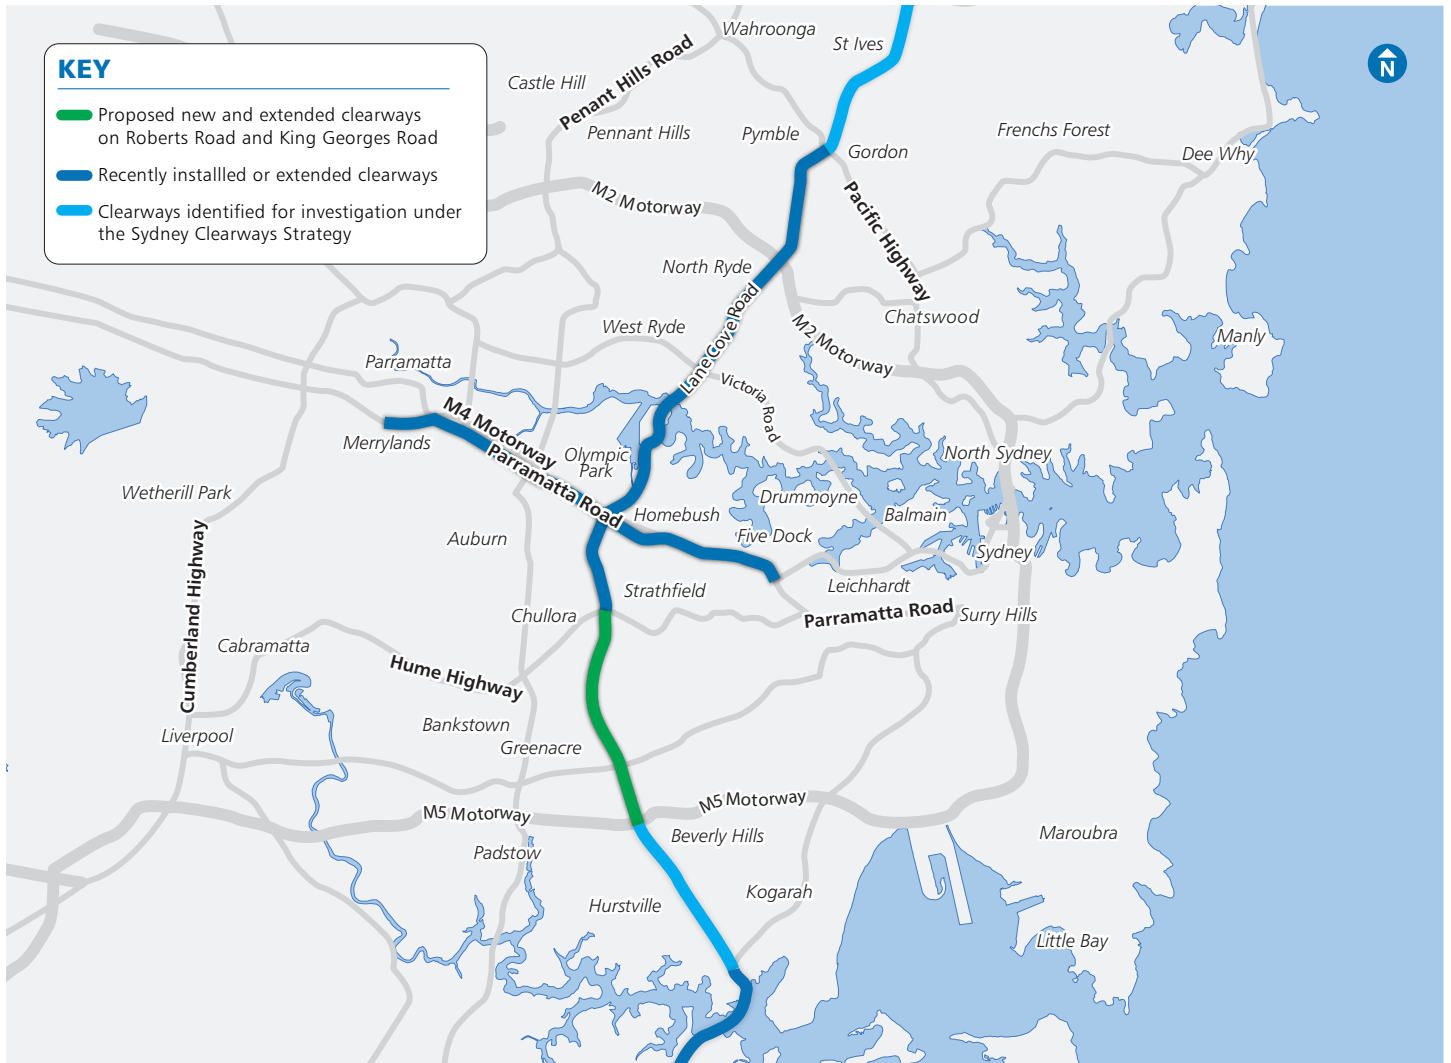 KEY
Proposed new and extended clearways
on Roberts Road and King Georges Road
Recently installled or extended clearways
Clearways identified for investigation under
the Sydney Clearways Strategy
N
Wahroonga
St Ives
Penant Hills Road
Castle Hill
Pennant Hills
Pymble
Gordon
Frenchs Forest
Dee Why
M2 Motorway
Pacific Highway
North Ryde
Lane Cove Road
West Ryde
Chatswood
M2 Motorway
Manly
Parramatta
Victoria Road
M4 Motorway
Merrylands
Parramatta Road
Olympic
Park
North Sydney
Wetherill Park
Drummoyne
Balmain
Homebush
Five Dock
Auburn
Sydney
Cumberland Highway
Strathfield
Leichhardt
Chullora
Parramatta Road
Surry Hills
Cabramatta
Hume Highway
Bankstown
Liverpool
Greenacre
M5 Motorway
M5 Motorway
Beverly Hills
Maroubra
Padstow
Kogarah
Hurstville
Little Bay